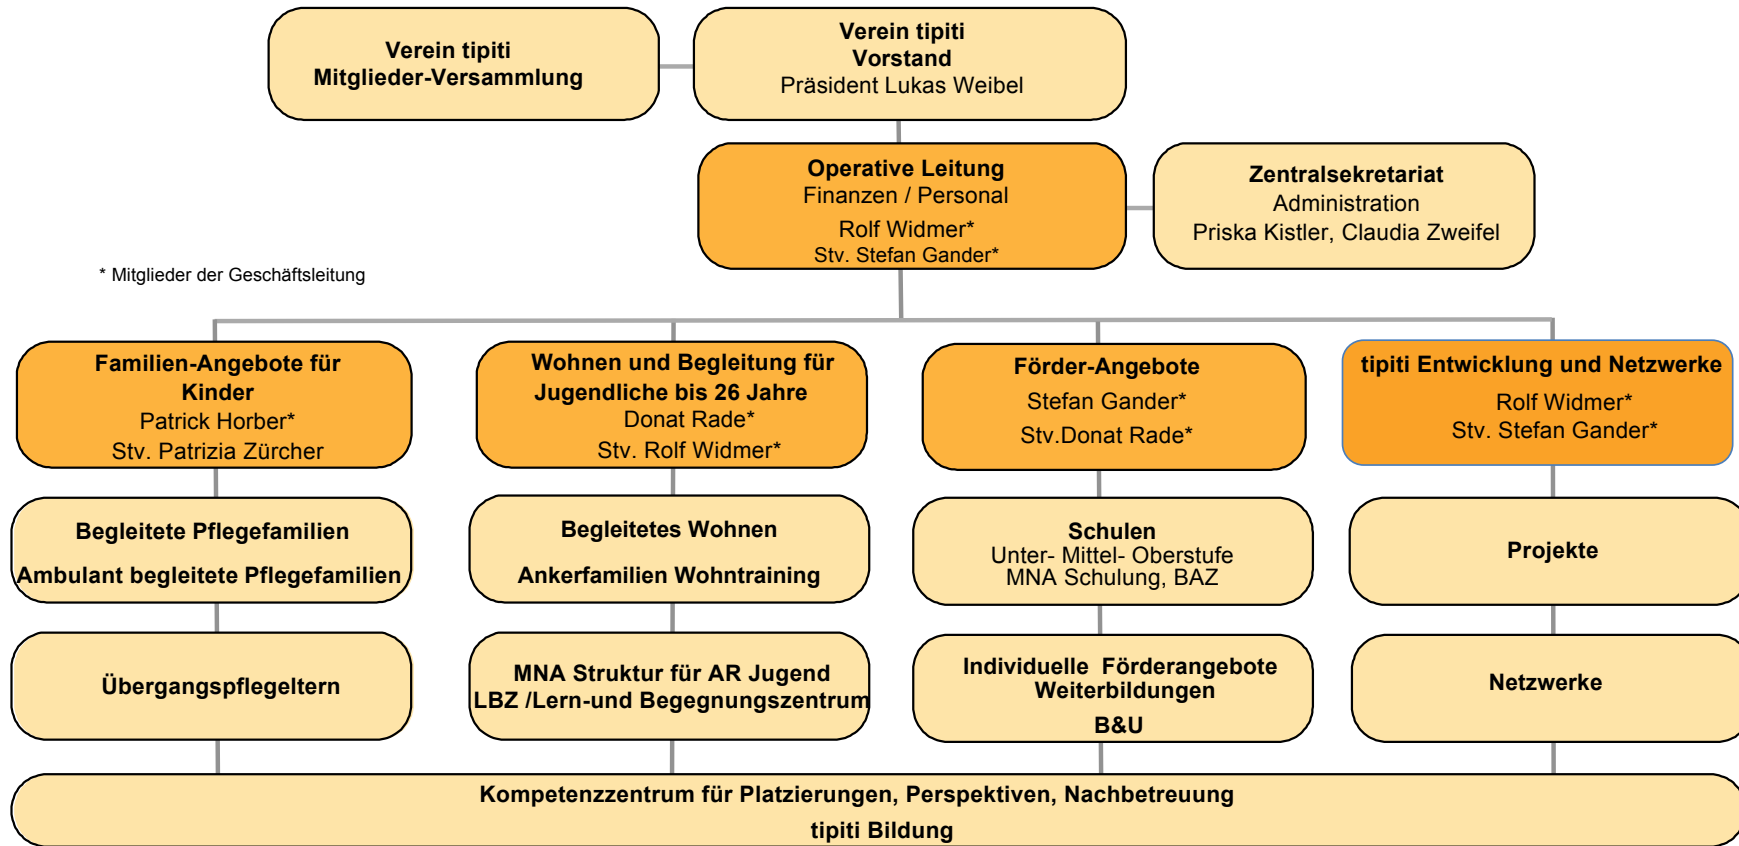 Verein tipiti
Mitglieder-Versammlung
Verein tipiti
Vorstand
Präsident Lukas Weibel
Operative Leitung
Finanzen / Personal
Rolf Widmer*
Stv. Stefan Gander*
Zentralsekretariat
Administration
Priska Kistler, Claudia Zweifel
* Mitglieder der Geschäftsleitung
Familien-Angebote für
Kinder
Patrick Horber*
Stv. Patrizia Zürcher
Wohnen und Begleitung für
Jugendliche bis 26 Jahre
Donat Rade*
Stv. Rolf Widmer*
Förder-Angebote
Stefan Gander*
Stv.Donat Rade*
tipiti Entwicklung und Netzwerke
Rolf Widmer*
Stv. Stefan Gander*
Begleitete Pflegefamilien
Ambulant begleitete Pflegefamilien
Begleitetes Wohnen
Ankerfamilien Wohntraining
Schulen
Unter- Mittel- Oberstufe
MNA Schulung, BAZ
Projekte
Übergangspflegeltern
MNA Struktur für AR Jugend
LBZ /Lern-und Begegnungszentrum
Individuelle Förderangebote
Weiterbildungen
B&U
Netzwerke
Kompetenzzentrum für Platzierungen, Perspektiven, Nachbetreuung
tipiti Bildung